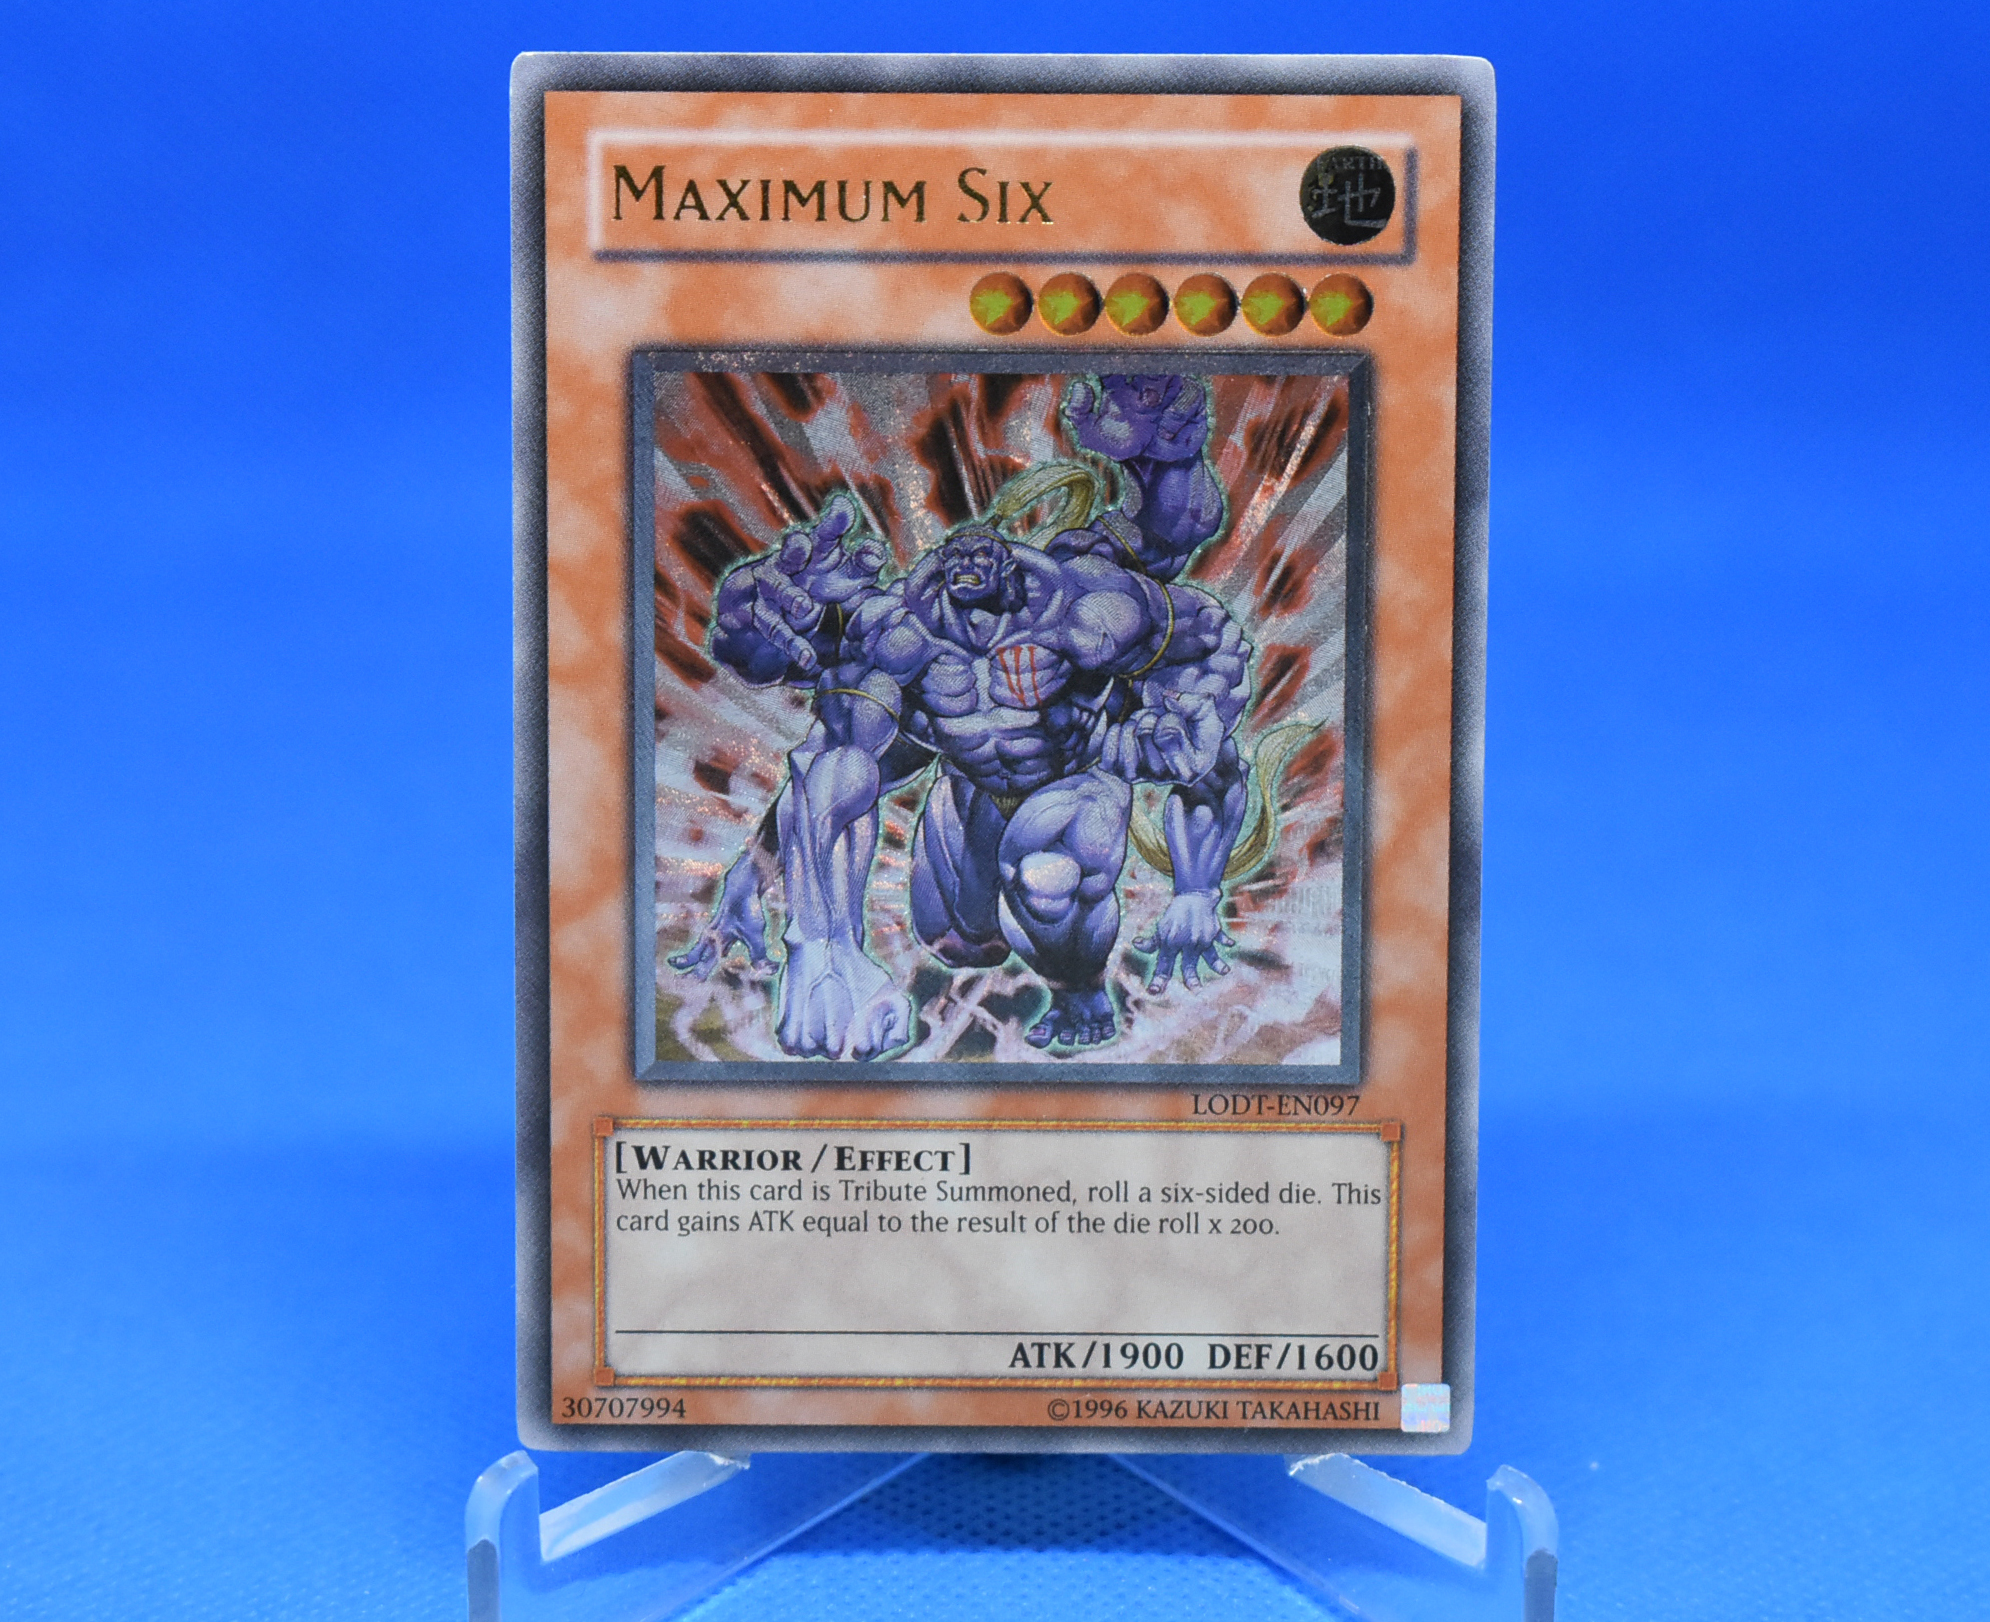 Maximum Six
EARTH
地
VI
LODT-EN097
[Warrior / Effect]
When this card is Tribute Summoned, roll a six-sided die. This
card gains ATK equal to the result of the die roll x 200.
ATK/1900 DEF/1600
30707994
©1996 KAZUKI TAKAHASHI